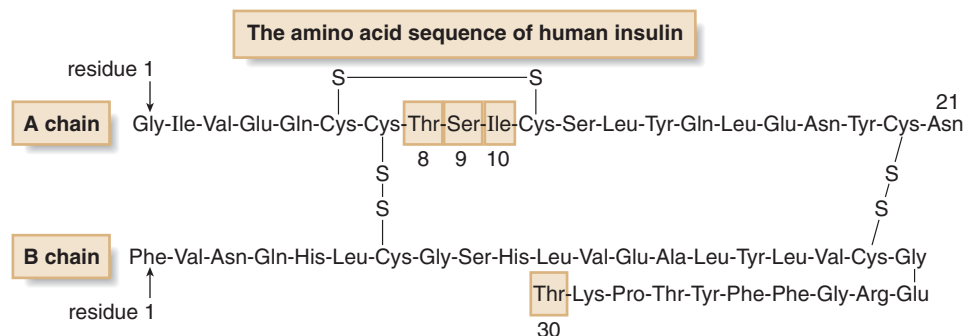 The amino acid sequence of human insulin
residue 1
S S
21
A chain Gly-Ile-Val-Glu-Gln-Cys-Cys-Thr-Ser-Ile-Cys-Ser-Leu-Tyr-Gln-Leu-Glu-Asn-Tyr-Cys-Asn
8 9 10
S S
S S
B chain Phe-Val-Asn-Gln-His-Leu-Cys-Gly-Ser-His-Leu-Val-Glu-Ala-Leu-Tyr-Leu-Val-Cys-Gly
Thr-Lys-Pro-Thr-Tyr-Phe-Phe-Gly-Arg-Glu
residue 1
30